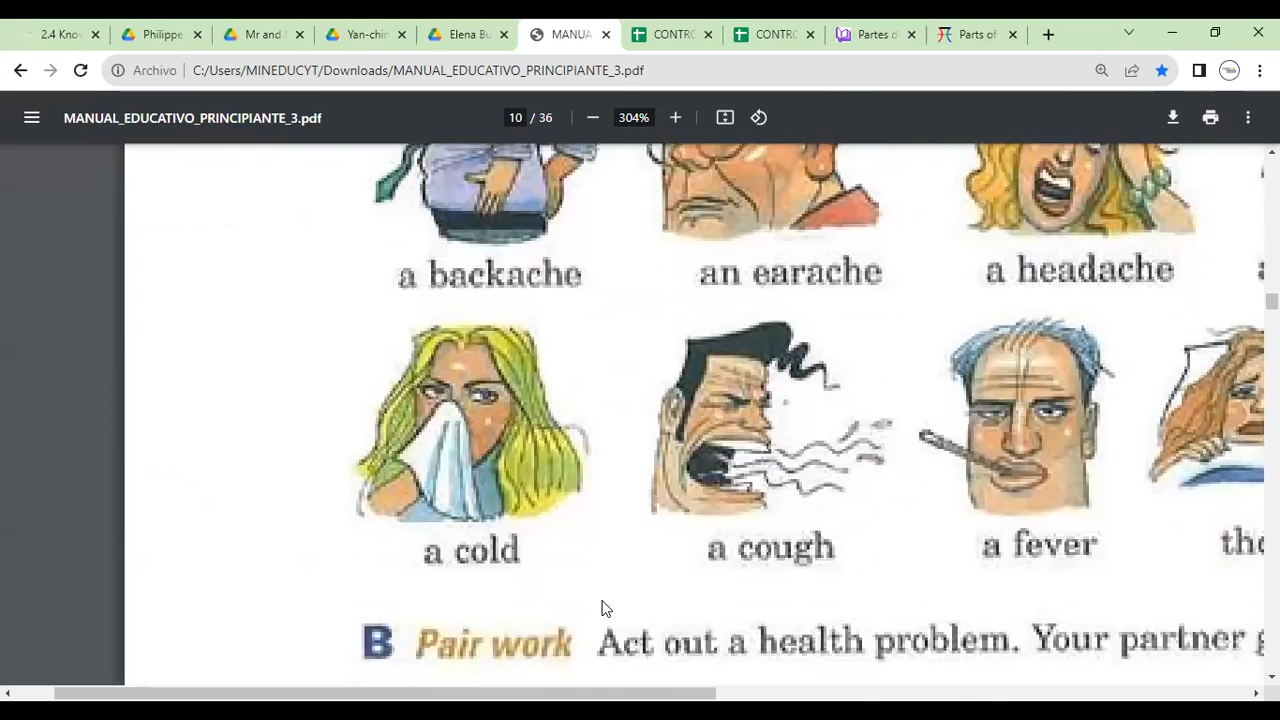 2.4 Know
Philippe
Mr and M
Yan-chin
Elena Bu
MANUA
CONTRO
CONTRO
Partes d
Parts of
Archivo C:/Users/MINEDUCYT/Downloads/MANUAL_EDUCATIVO_PRINCIPIANTE_3.pdf
MANUAL_EDUCATIVO_PRINCIPIANTE_3.pdf 10 / 36 304%
a backache an earache a headache
a cold a cough a fever
B Pair work Act out a health problem. Your partner